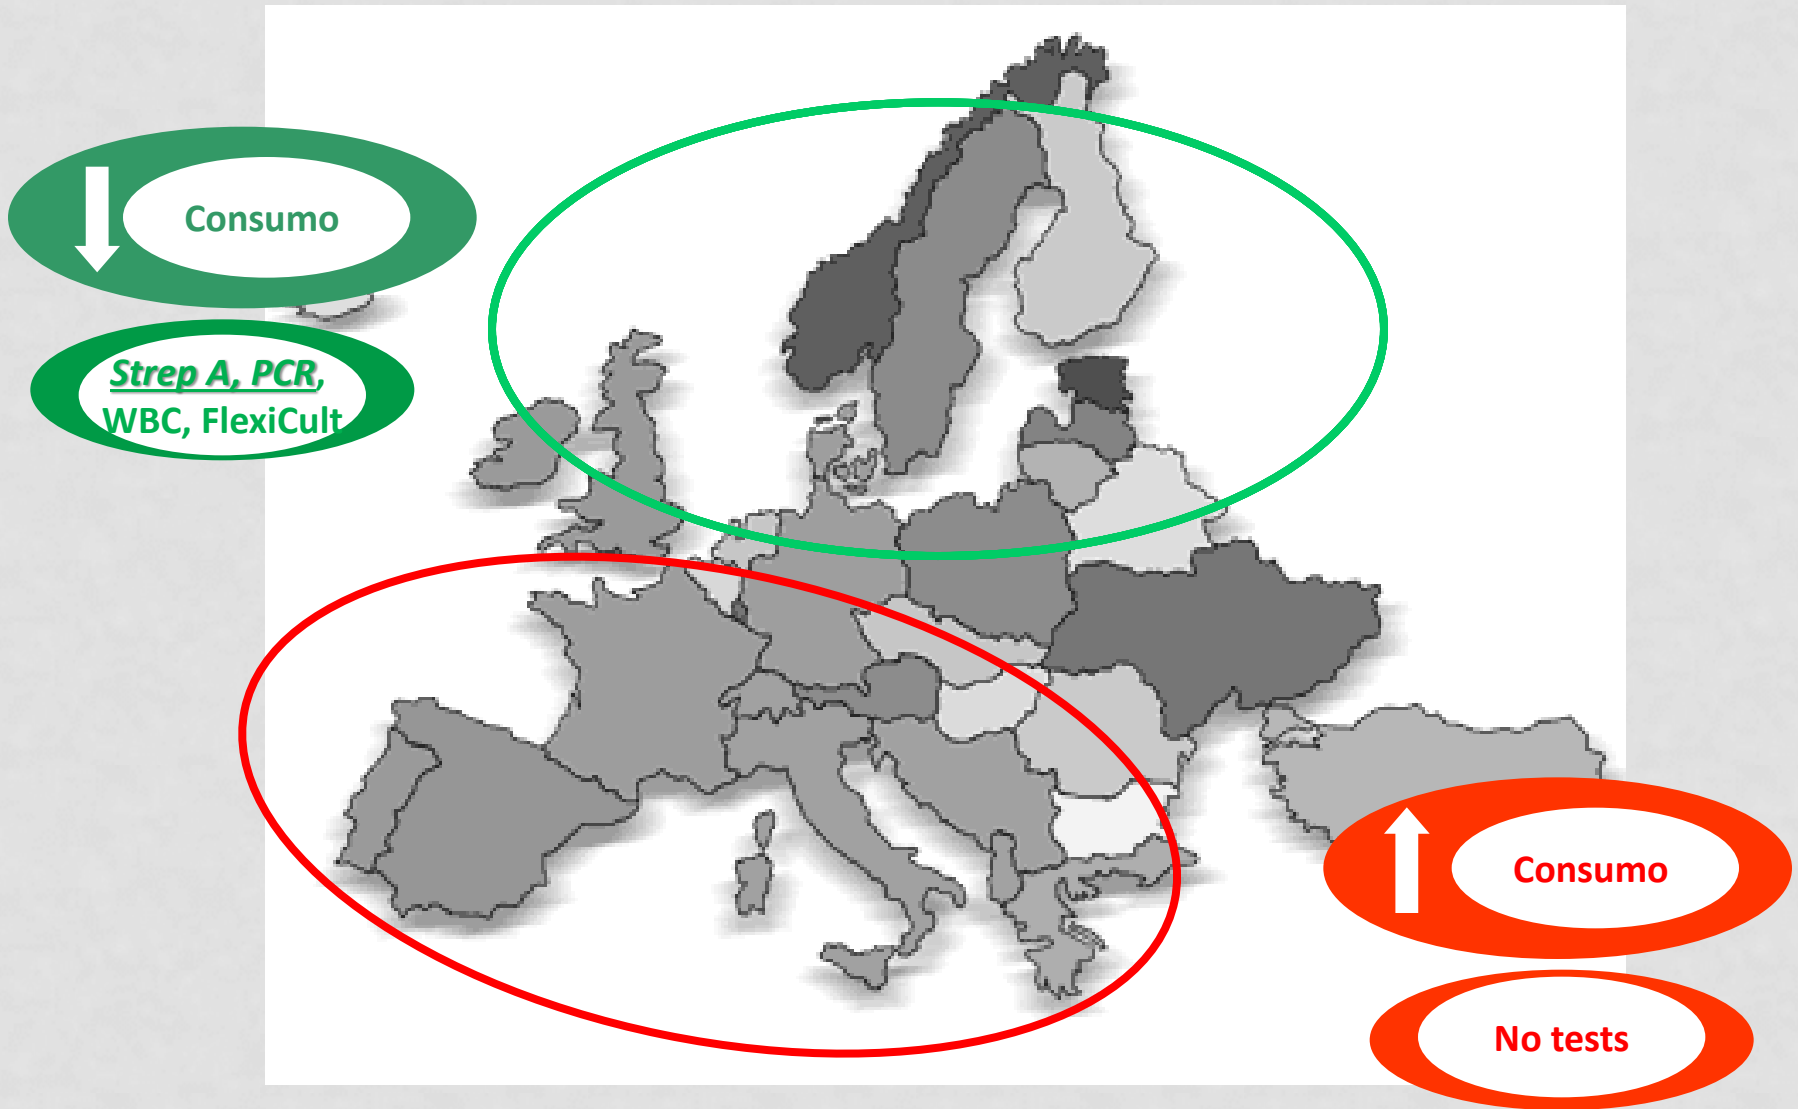 Consumo
Strep A, PCR,
WBC, FlexiCult
Consumo
No tests